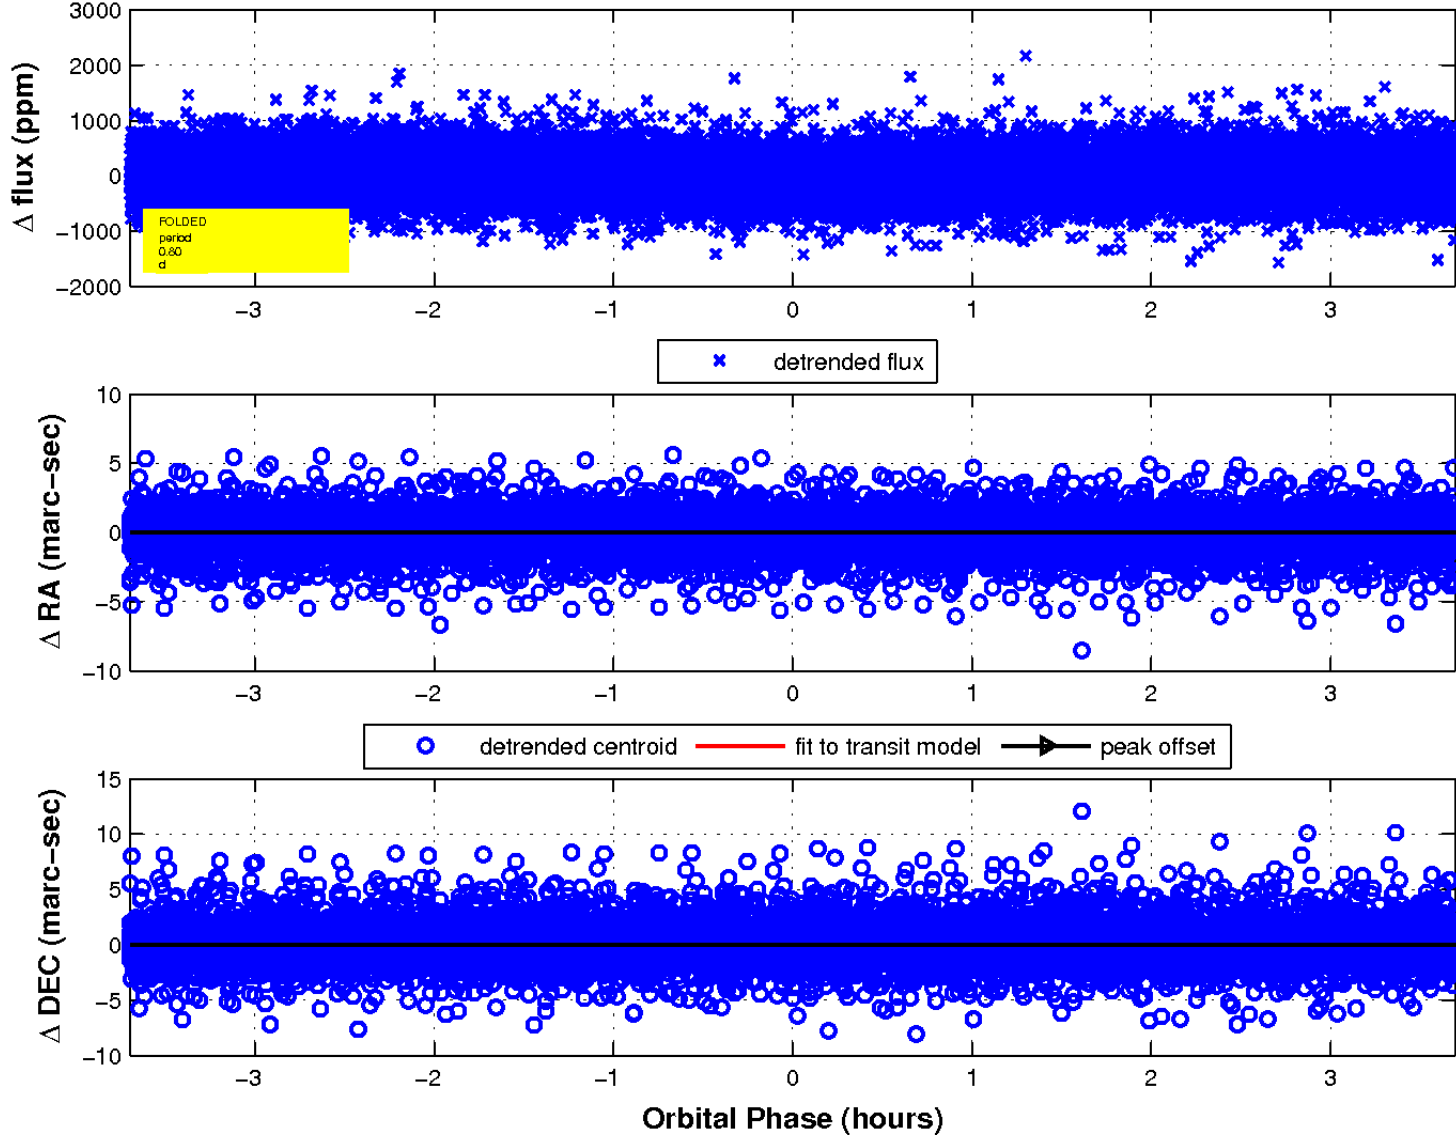 3000
2000
1000
0
−1000
−2000
Δ flux (ppm)
FOLDED
period
0.80
d
−3 −2 −1 0 1 2 3
detrended flux
10
5
0
−5
−10
Δ RA (marc−sec)
−3 −2 −1 0 1 2 3
detrended centroid fit to transit model peak offset
15
10
5
0
−5
−10
Δ DEC (marc−sec)
−3 −2 −1 0 1 2 3
Orbital Phase (hours)